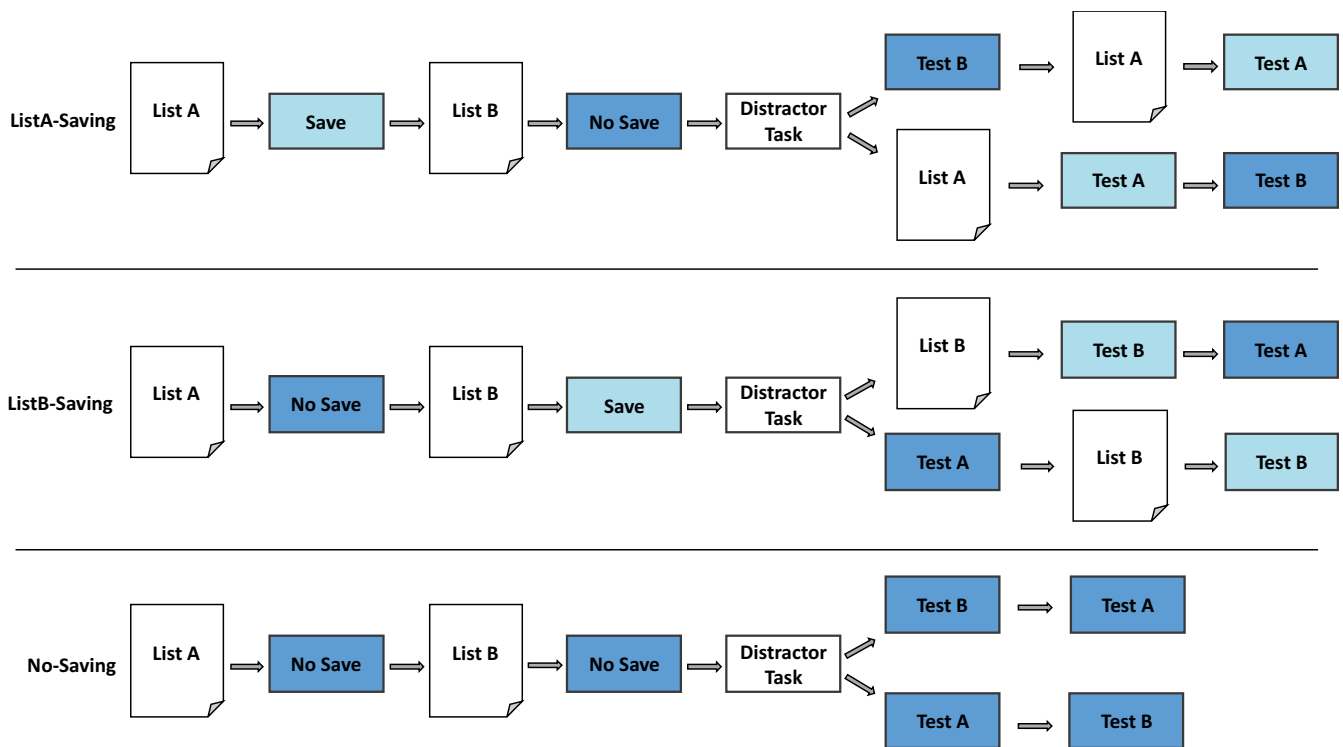 ListA-Saving
List A
Save
List B
No Save
Distractor
Task
Test B
List A
Test A
List A
Test A
Test B
ListB-Saving
List A
No Save
List B
Save
Distractor
Task
List B
Test B
Test A
Test A
List B
Test B
No-Saving
List A
No Save
List B
No Save
Distractor
Task
Test B
Test A
Test A
Test B